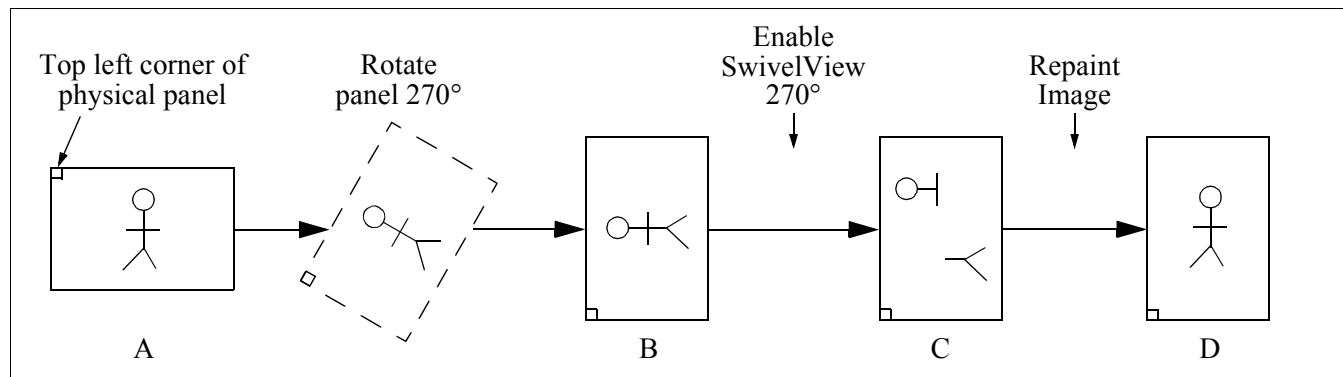 Top left corner of
physical panel
Rotate
panel 270°
Enable
SwivelView
270°
Repaint
Image
A
B
C
D